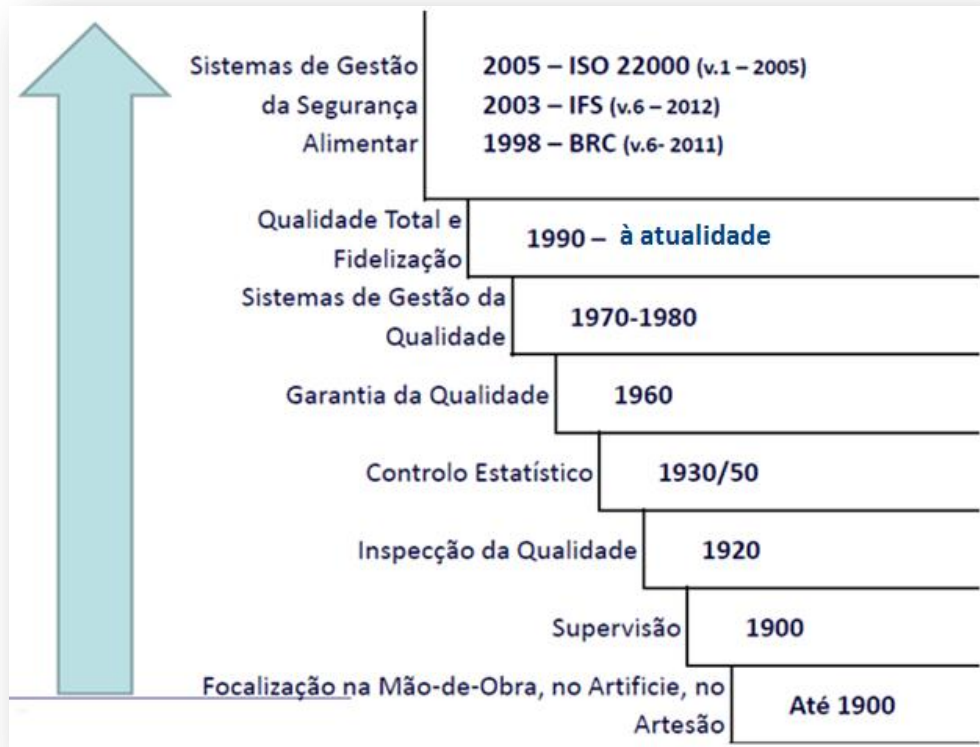 Sistemas de Gestão
da Segurança
Alimentar
2005 – ISO 22000 (v.1 – 2005)
2003 – IFS (v.6 – 2012)
1998 – BRC (v.6- 2011)
Qualidade Total e
Fidelização
1990 – à atualidade
Sistemas de Gestão da
Qualidade
1970-1980
Garantia da Qualidade
1960
Controlo Estatístico
1930/50
Inspecção da Qualidade
1920
Supervisão
1900
Focalização na Mão-de-Obra, no Artificie, no
Artesão
Até 1900